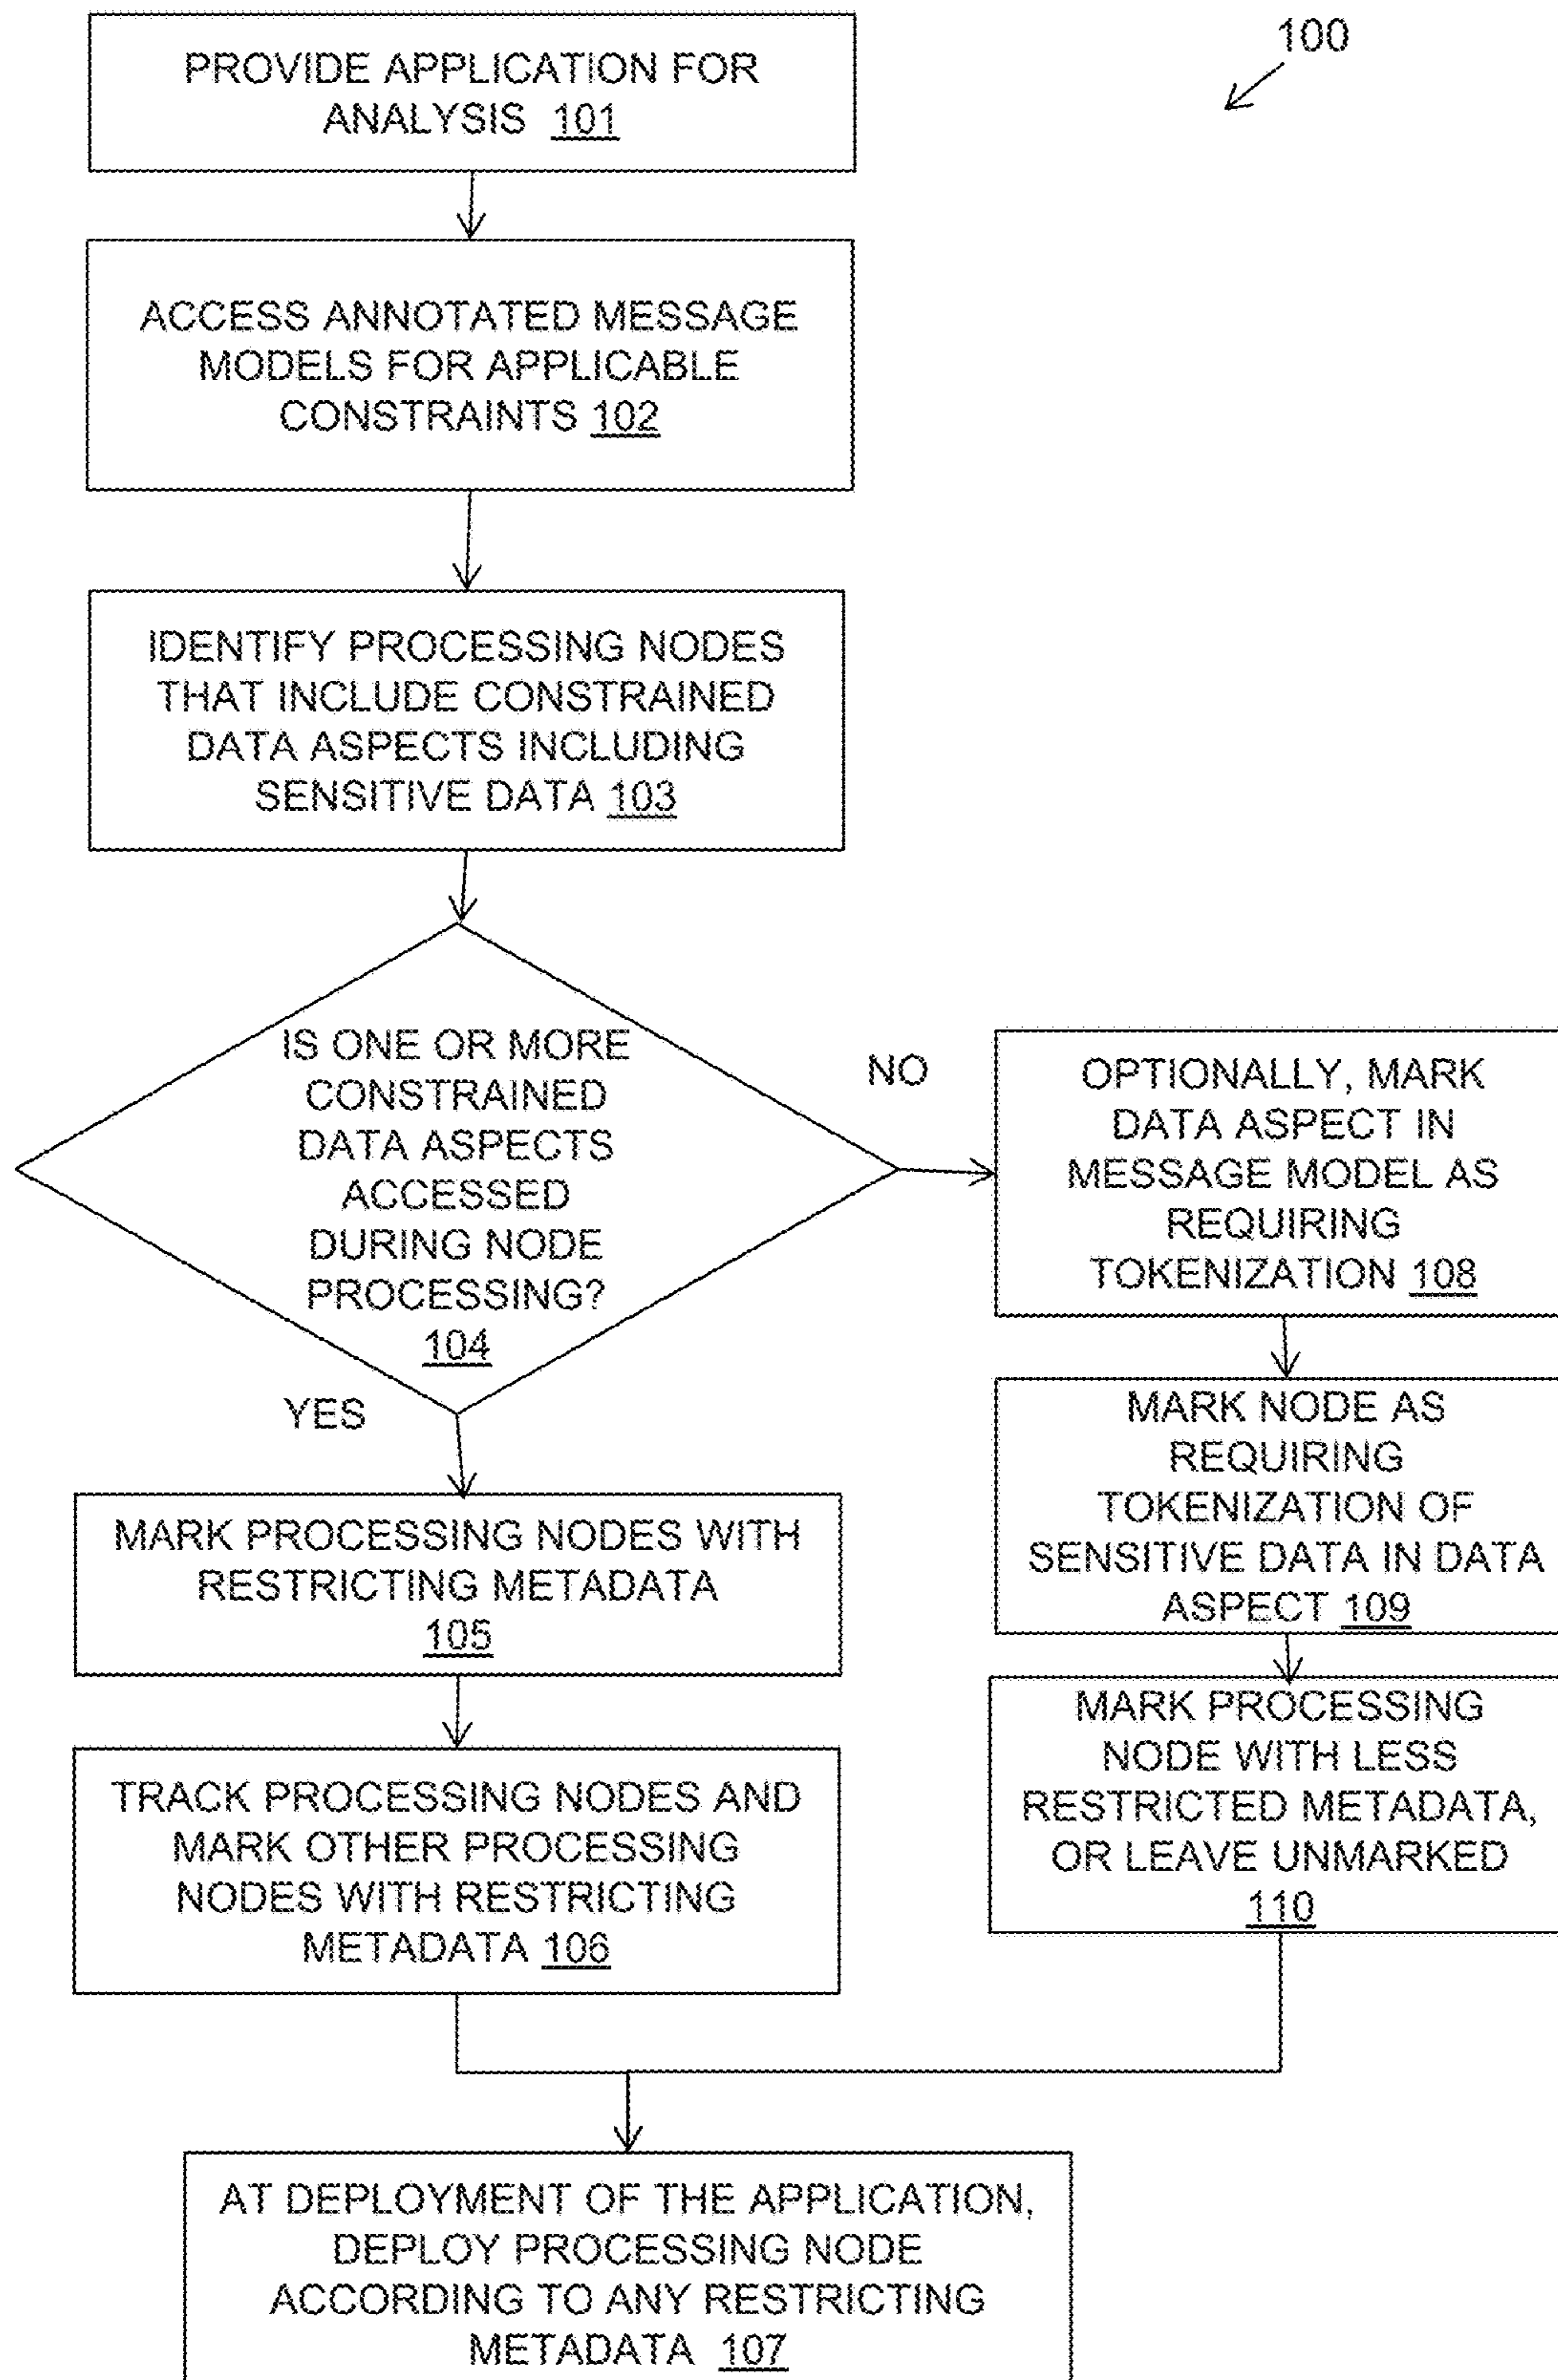 100
PROVIDE APPLICATION FOR
ANALYSIS 101
ACCESS ANNOTATED MESSAGE
MODELS FOR APPLICABLE
CONSTRAINTS 102
IDENTIFY PROCESSING NODES
THAT INCLUDE CONSTRAINED
DATA ASPECTS INCLUDING
SENSITIVE DATA 103
IS ONE OR MORE
CONSTRAINED
DATA ASPECTS
ACCESSED
DURING NODE
PROCESSING?
104
NO
YES
OPTIONALLY, MARK
DATA ASPECT IN
MESSAGE MODEL AS
REQUIRING
TOKENIZATION 108
MARK NODE AS
REQUIRING
TOKENIZATION OF
SENSITIVE DATA IN DATA
ASPECT 109
MARK PROCESSING
NODE WITH LESS
RESTRICTED METADATA,
OR LEAVE UNMARKED
110
MARK PROCESSING NODES WITH
RESTRICTING METADATA
105
TRACK PROCESSING NODES AND
MARK OTHER PROCESSING
NODES WITH RESTRICTING
METADATA 106
AT DEPLOYMENT OF THE APPLICATION,
DEPLOY PROCESSING NODE
ACCORDING TO ANY RESTRICTING
METADATA 107